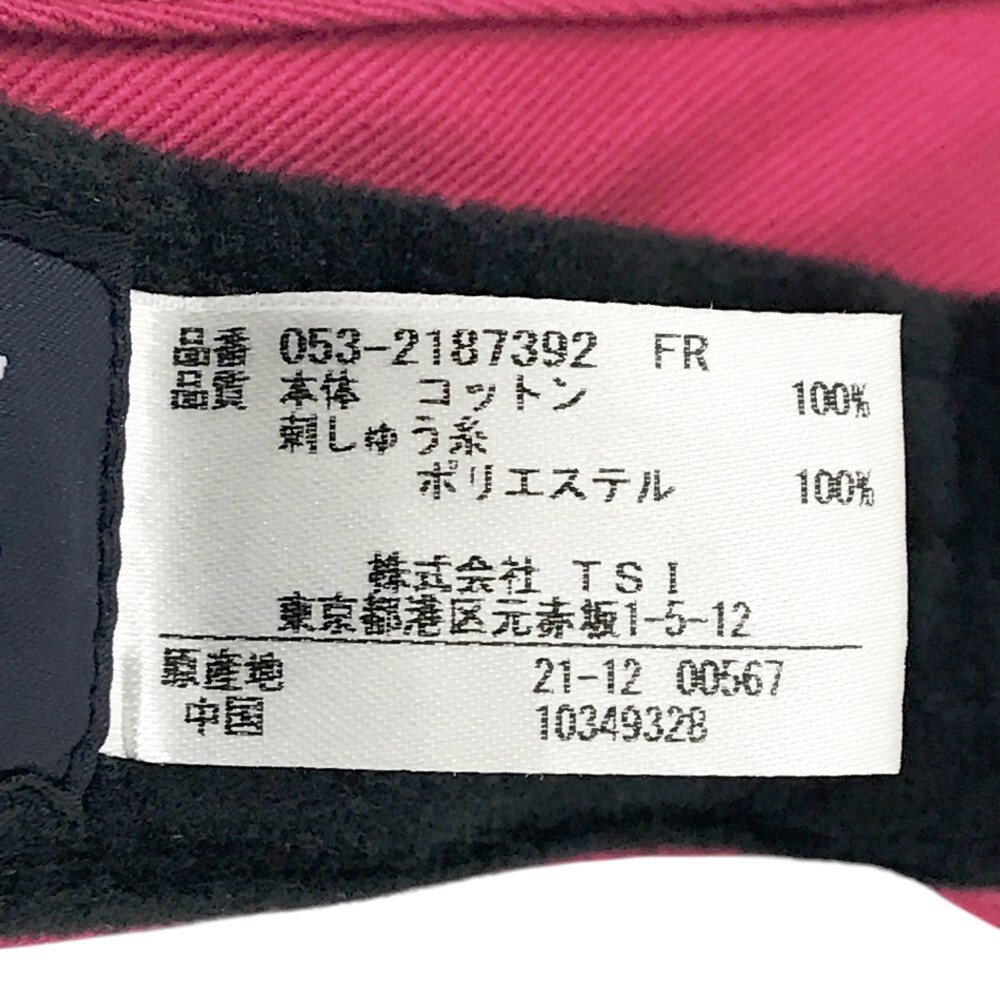 品番 053-2187392 FR
品質 本体 コットン 100%
刺しゅう糸
ポリエステル 100%
株式会社 TSI
東京都港区元赤坂1-5-12
原産地 21-12 00567
中国 10349328